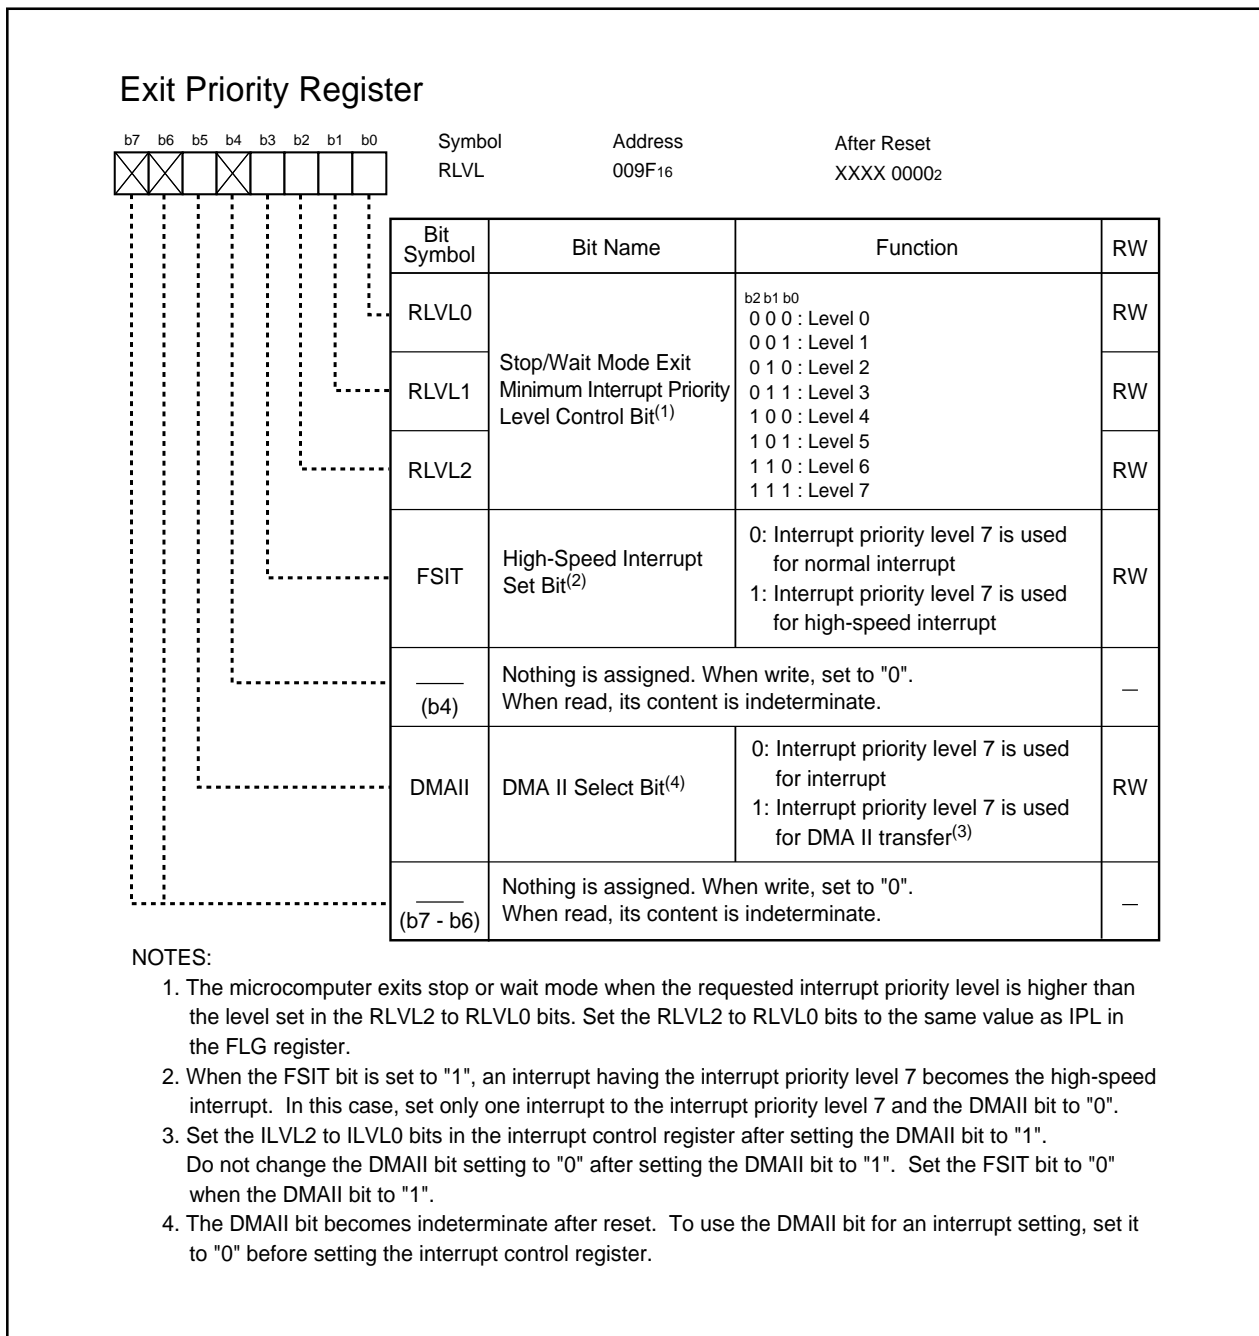 Exit Priority Register
b7 b6 b5 b4 b3 b2 b1 b0
Symbol Address After Reset
RLVL 009F16 XXXX 00002
Bit Symbol Bit Name Function RW
RLVL0
RW
RLVL1
RW
RLVL2
RW
Stop/Wait Mode Exit
Minimum Interrupt Priority
Level Control Bit(1)
b2 b1 b0
0 0 0 : Level 0
0 0 1 : Level 1
0 1 0 : Level 2
0 1 1 : Level 3
1 0 0 : Level 4
1 0 1 : Level 5
1 1 0 : Level 6
1 1 1 : Level 7
FSIT
High-Speed Interrupt
Set Bit(2)
0: Interrupt priority level 7 is used
for normal interrupt
1: Interrupt priority level 7 is used
for high-speed interrupt
RW
(b4)
Nothing is assigned. When write, set to "0".
When read, its content is indeterminate.
—
DMAII
DMA II Select Bit(4)
0: Interrupt priority level 7 is used
for interrupt
1: Interrupt priority level 7 is used
for DMA II transfer(3)
RW
(b7 - b6)
Nothing is assigned. When write, set to "0".
When read, its content is indeterminate.
—
NOTES:
1. The microcomputer exits stop or wait mode when the requested interrupt priority level is higher than
the level set in the RLVL2 to RLVL0 bits. Set the RLVL2 to RLVL0 bits to the same value as IPL in
the FLG register.
2. When the FSIT bit is set to "1", an interrupt having the interrupt priority level 7 becomes the high-speed
interrupt. In this case, set only one interrupt to the interrupt priority level 7 and the DMAII bit to "0".
3. Set the ILVL2 to ILVL0 bits in the interrupt control register after setting the DMAII bit to "1".
Do not change the DMAII bit setting to "0" after setting the DMAII bit to "1". Set the FSIT bit to "0"
when the DMAII bit to "1".
4. The DMAII bit becomes indeterminate after reset. To use the DMAII bit for an interrupt setting, set it
to "0" before setting the interrupt control register.